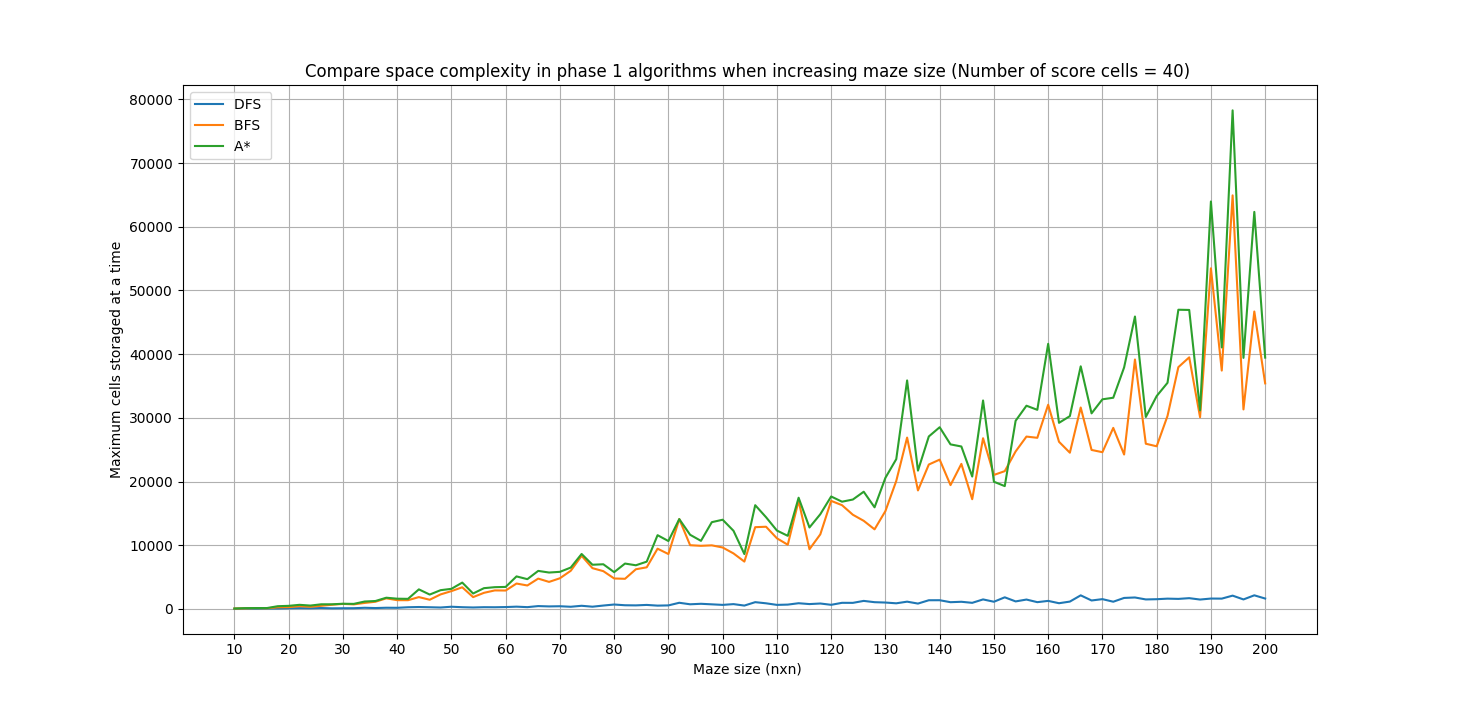 Compare space complexity in phase 1 algorithms when increasing maze size (Number of score cells = 40)
DFS
BFS
A*
Maximum cells storaged at a time
80000
70000
60000
50000
40000
30000
20000
10000
0
10 20 30 40 50 60 70 80 90 100 110 120 130 140 150 160 170 180 190 200
Maze size (nxn)